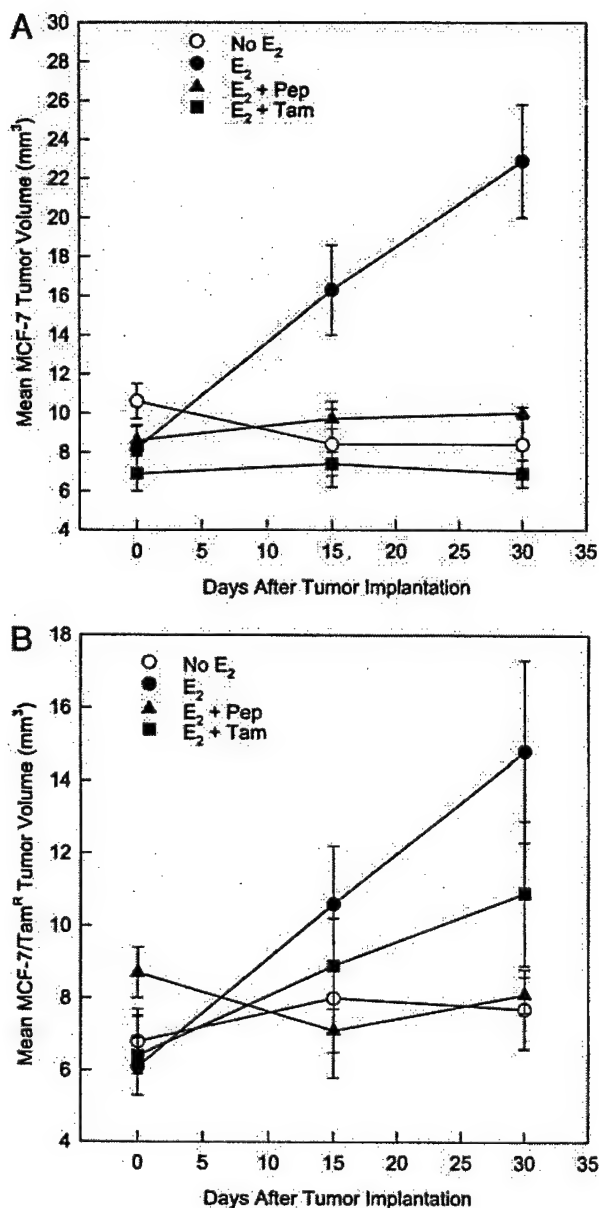 A
No E₂
E₂
E₂ + Pep
E₂ + Tam
Mean MCF-7 Tumor Volume (mm³)
30
28
26
24
22
20
18
16
14
12
10
8
6
4
0 5 10 15 20 25 30 35
Days After Tumor Implantation
B
No E₂
E₂
E₂ + Pep
E₂ + Tam
Mean MCF-7/Tamᴿ Tumor Volume (mm³)
18
16
14
12
10
8
6
4
0 5 10 15 20 25 30 35
Days After Tumor Implantation